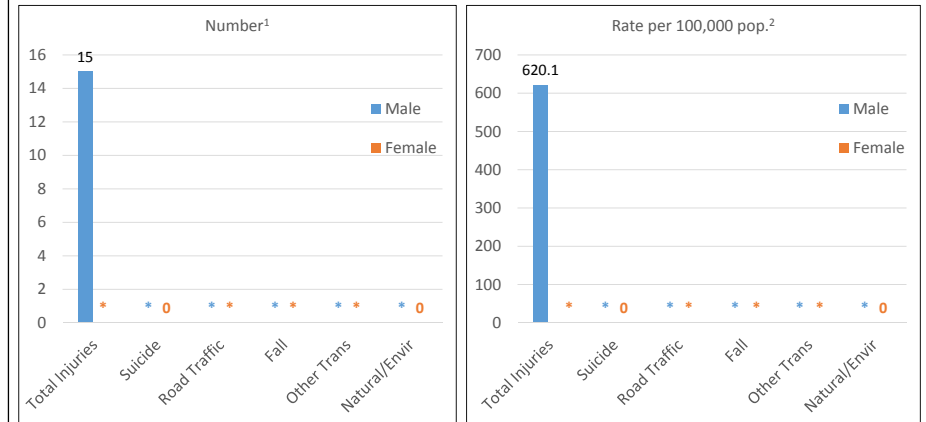 Number¹
16
14
12
10
8
6
4
2
0
15
Male
Female
* * * 0 * * * * * * * 0
Total Injuries
Suicide
Road Traffic
Fall
Other Trans
Natural//Envir
Rate per 100,000 pop.²
700
600
500
400
300
200
100
0
620.1
Male
Female
* * 0 * * * * * * * 0
Total Injuries
Suicide
Road Traffic
Fall
Other Trans
Natural//Envir